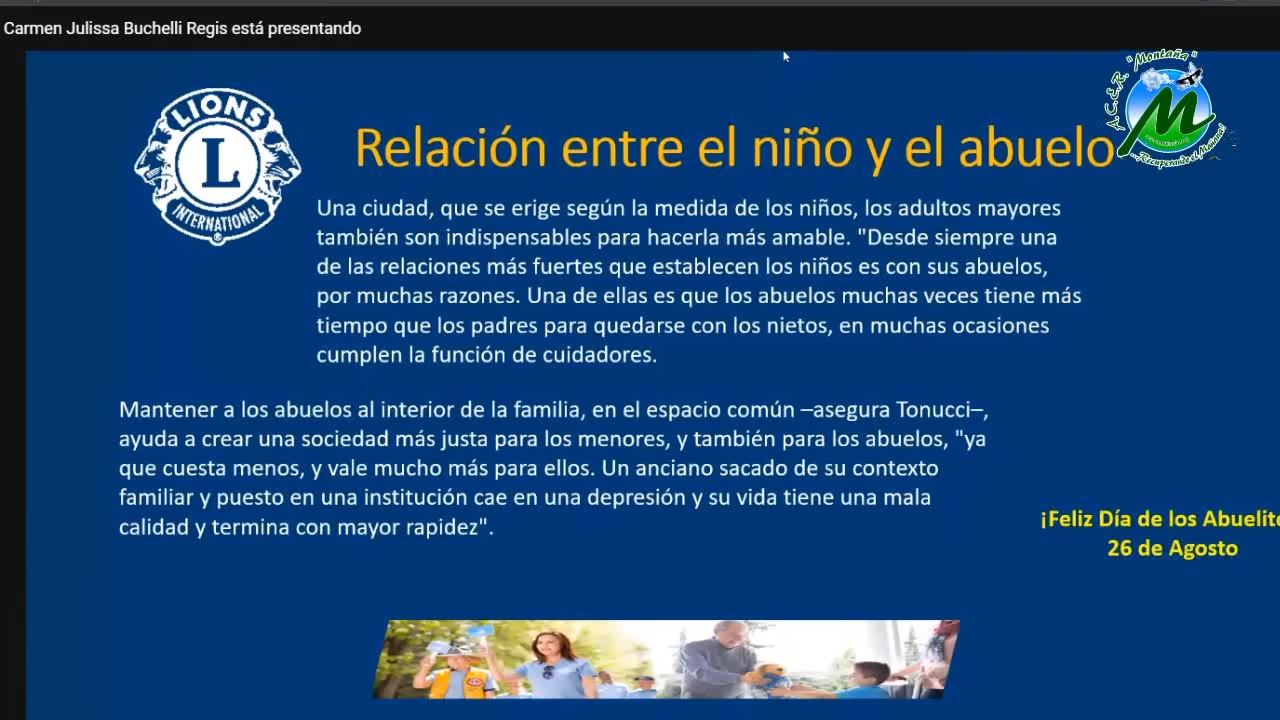 Carmen Julissa Buchelli Regis está presentando
LIONS
L
INTERNATIONAL
®
A.C.E.R. "Montaña"
M
Relación entre el niño y el abuelo
Una ciudad, que se erige según la medida de los niños, los adultos mayores
también son indispensables para hacerla más amable. "Desde siempre una
de las relaciones más fuertes que establecen los niños es con sus abuelos,
por muchas razones. Una de ellas es que los abuelos muchas veces tiene más
tiempo que los padres para quedarse con los nietos, en muchas ocasiones
cumplen la función de cuidadores.
Mantener a los abuelos al interior de la familia, en el espacio común –asegura Tonucci–,
ayuda a crear una sociedad más justa para los menores, y también para los abuelos, "ya
que cuesta menos, y vale mucho más para ellos. Un anciano sacado de su contexto
familiar y puesto en una institución cae en una depresión y su vida tiene una mala
calidad y termina con mayor rapidez".
¡Feliz Día de los Abuelit
26 de Agosto